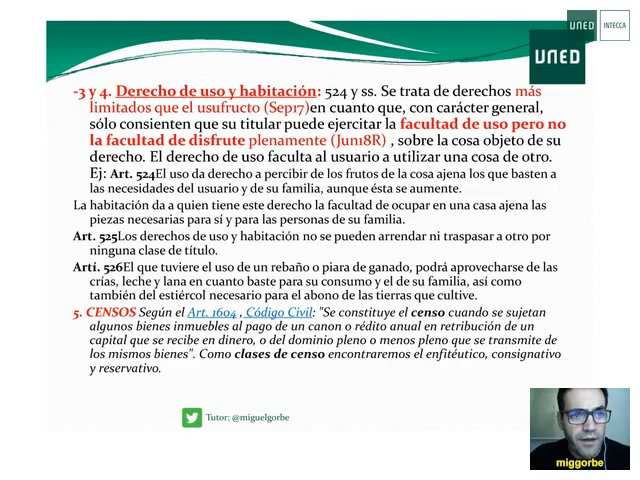 UNED
INTECCA
UNED
-3 y 4. Derecho de uso y habitación: 524 y ss. Se trata de derechos más
limitados que el usufructo (Sep17)en cuanto que, con carácter general,
sólo consienten que su titular puede ejercitar la facultad de uso pero no
la facultad de disfrute plenamente (Jun18R) , sobre la cosa objeto de su
derecho. El derecho de uso faculta al usuario a utilizar una cosa de otro.
Ej: Art. 524El uso da derecho a percibir de los frutos de la cosa ajena los que basten a
las necesidades del usuario y de su familia, aunque ésta se aumente.
La habitación da a quien tiene este derecho la facultad de ocupar en una casa ajena las
piezas necesarias para sí y para las personas de su familia.
Art. 525Los derechos de uso y habitación no se pueden arrendar ni traspasar a otro por
ninguna clase de título.
Artí. 526El que tuviere el uso de un rebaño o piara de ganado, podrá aprovecharse de las
crías, leche y lana en cuanto baste para su consumo y el de su familia, así como
también del estiércol necesario para el abono de las tierras que cultive.
5. CENSOS Según el Art. 1604 , Código Civil: "Se constituye el censo cuando se sujetan
algunos bienes inmuebles al pago de un canon o rédito anual en retribución de un
capital que se recibe en dinero, o del dominio pleno o menos pleno que se transmite de
los mismos bienes". Como clases de censo encontraremos el enfitéutico, consignativo
y reservativo.
Tutor: @miguelgorbe
miggorbe